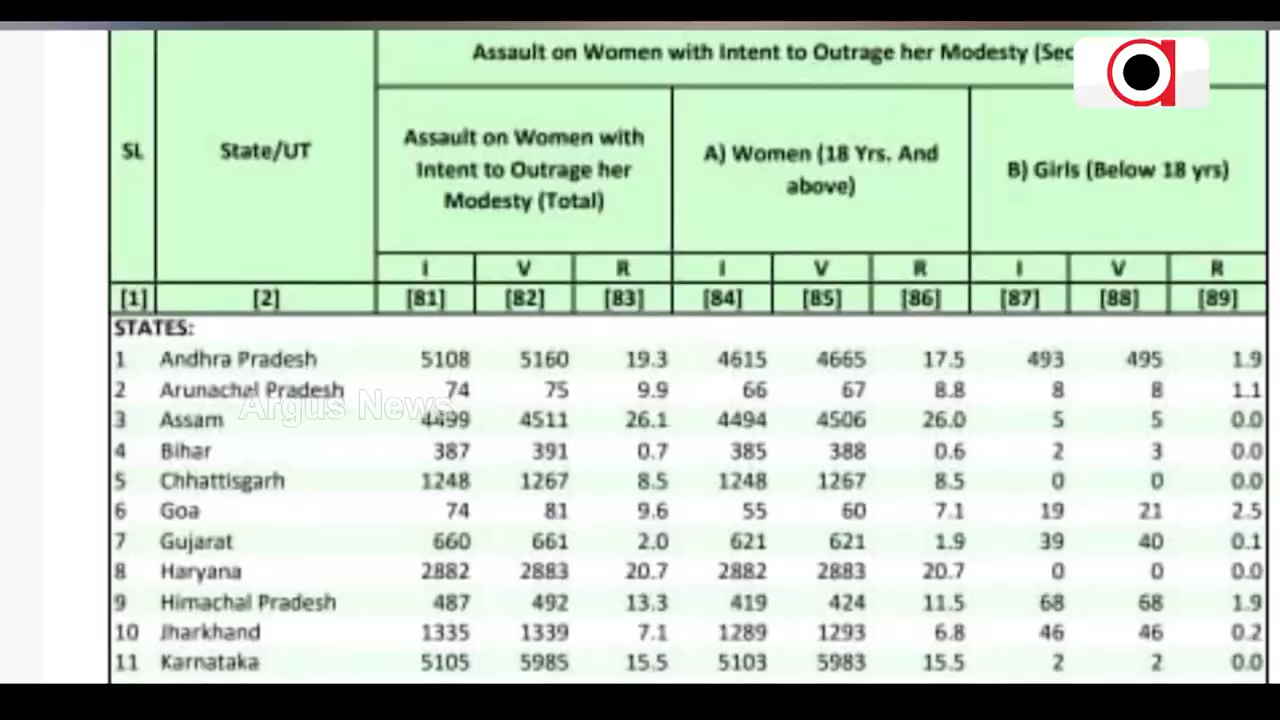 Assault on Women with Intent to Outrage her Modesty (Sec
SL State/UT Assault on Women with Intent to Outrage her Modesty (Total) A) Women (18 Yrs. And above) B) Girls (Below 18 yrs)
I V R I V R I V R
[1] [2] [81] [82] [83] [84] [85] [86] [87] [88] [89]
STATES:
1 Andhra Pradesh 5108 5160 19.3 4615 4665 17.5 493 495 1.9
2 Arunachal Pradesh 74 75 9.9 66 67 8.8 8 8 1.1
Argus News
3 Assam 4499 4511 26.1 4494 4506 26.0 5 5 0.0
4 Bihar 387 391 0.7 385 388 0.6 2 3 0.0
5 Chhattisgarh 1248 1267 8.5 1248 1267 8.5 0 0 0.0
6 Goa 74 81 9.6 55 60 7.1 19 21 2.5
7 Gujarat 660 661 2.0 621 621 1.9 39 40 0.1
8 Haryana 2882 2883 20.7 2882 2883 20.7 0 0 0.0
9 Himachal Pradesh 487 492 13.3 419 424 11.5 68 68 1.9
10 Jharkhand 1335 1339 7.1 1289 1293 6.8 46 46 0.2
11 Karnataka 5105 5985 15.5 5103 5983 15.5 2 2 0.0